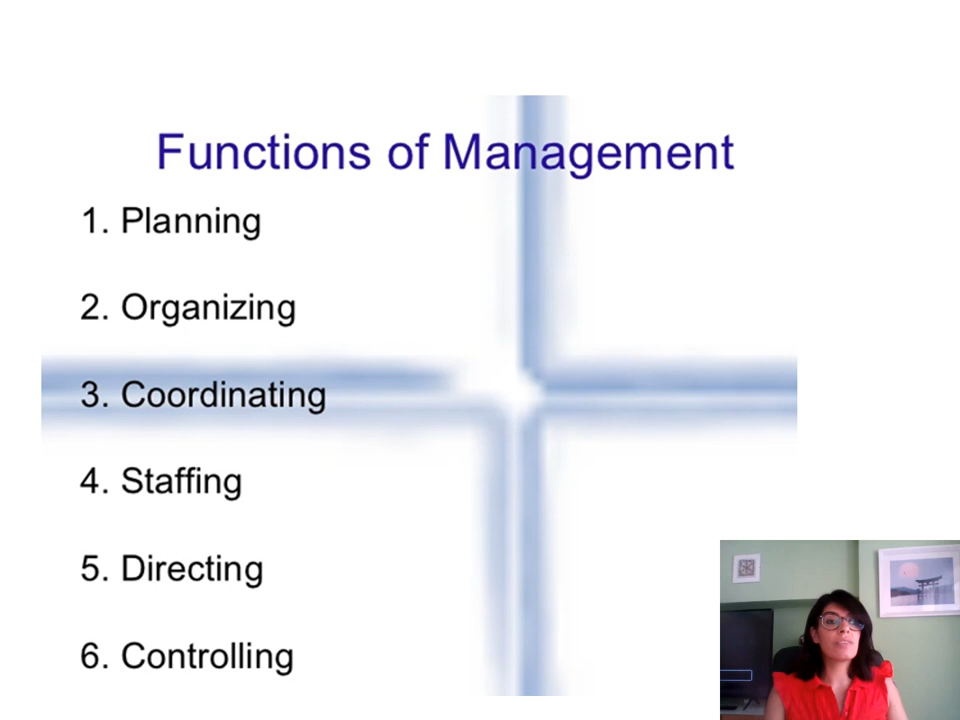 Functions of Management
1. Planning
2. Organizing
3. Coordinating
4. Staffing
5. Directing
6. Controlling